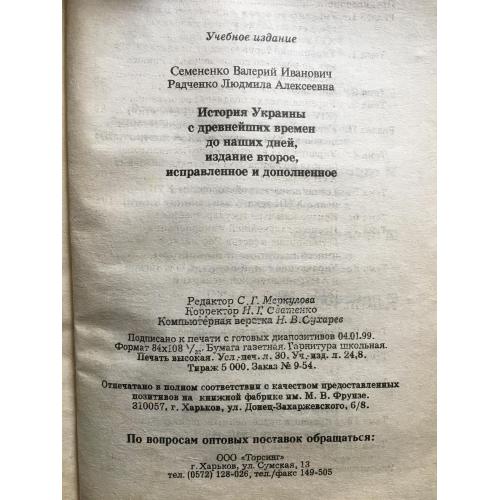 Учебное издание
Семененко Валерий Иванович
Радченко Людмила Алексеевна
История Украины
с древнейших времен
до наших дней,
издание второе,
исправленное и дополненное
Редактор С. Г. Меркулова
Корректор Н. Г. Сватенко
Компьютерная верстка Н. В. Сухарев
Подписано к печати с готовых диапозитивов 04.01.99.
Формат 84х108 1/32. Бумага газетная. Гарнитура школьная.
Печать высокая. Усл.-печ. л. 30. Уч.-изд. л. 24,8.
Тираж 5 000. Заказ № 9-54.
Отпечатано в полном соответствии с качеством предоставленных
позитивов на книжной фабрике им. М. В. Фрунзе.
310057, г. Харьков, ул. Донец-Захаржевского, 6/8.
По вопросам оптовых поставок обращаться:
ООО «Торсинг»
г. Харьков, ул. Сумская, 13
тел. (0572) 128-026, тел./факс 149-505